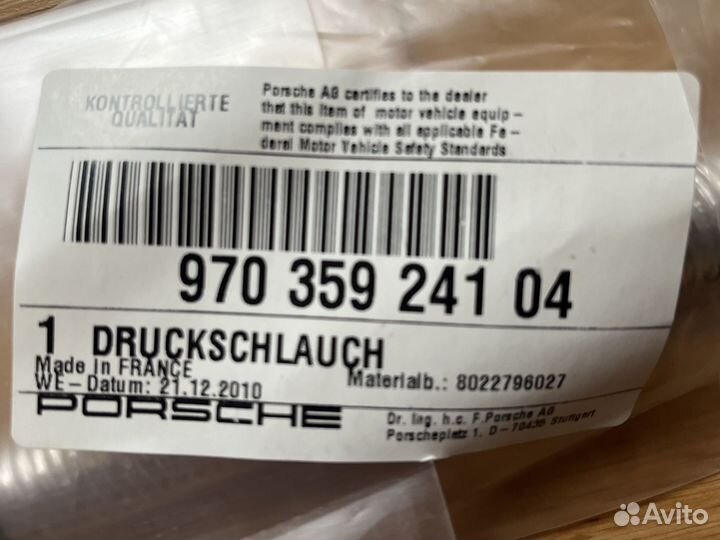 KONTROLLIERTE
QUALITÄT
Porsche AG certifies to the dealer
that this item of motor vehicle equip-
ment complies with all applicable Fe-
deral Motor Vehicle Safety Standards
970 359 241 04
1 DRUCKSCHLAUCH
Made in FRANCE
WE-Datum: 21.12.2010
Materialb.: 8022796027
PORSCHE
Dr. Ing. h.c. F.Porsche AG
Porscheplatz 1. D-70435 Stuttgart
Avito